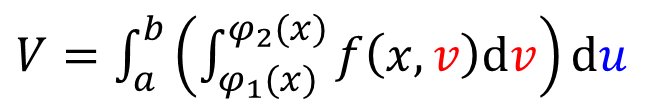 V = ∫_a^b (∫_{φ₁(x)}^{φ₂(x)} f(x, v)dv) du